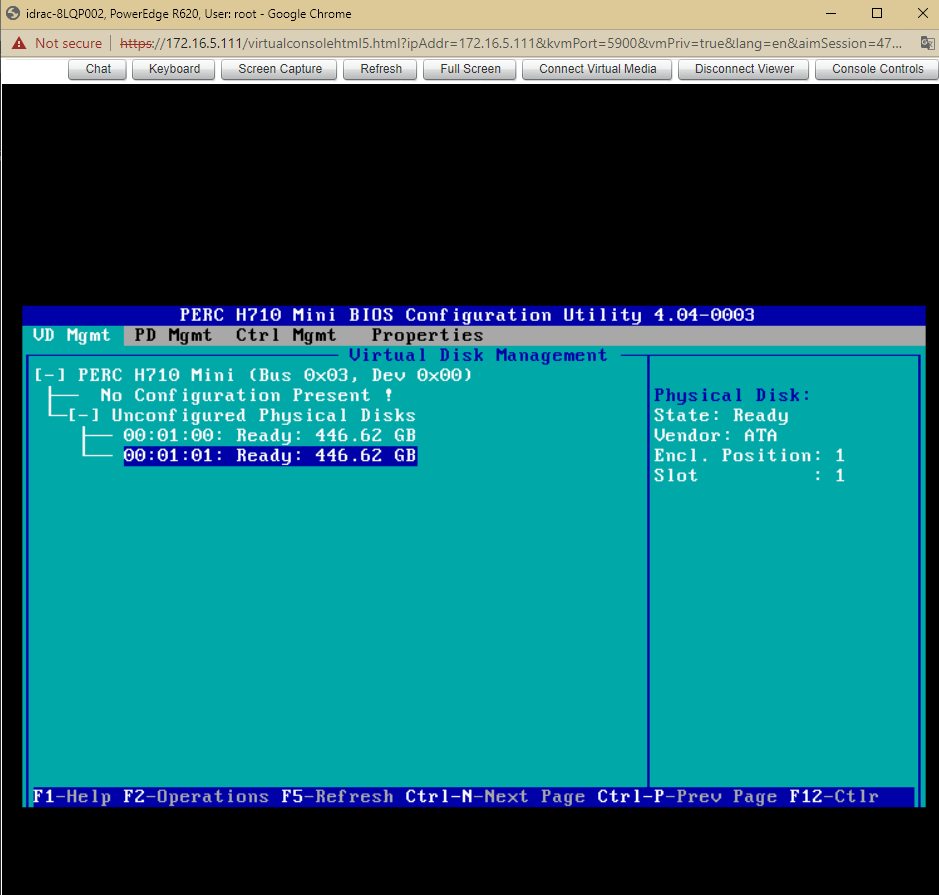 idrac-8LQP002, PowerEdge R620, User: root - Google Chrome
Not secure | https://172.16.5.111/virtualconsolehtml5.html?ipAddr=172.16.5.111&kvmPort=5900&vmPriv=true&lang=en&aimSession=47...
Chat Keyboard Screen Capture Refresh Full Screen Connect Virtual Media Disconnect Viewer Console Controls
PERC H710 Mini BIOS Configuration Utility 4.04-0003
VD Mgmt PD Mgmt Ctrl Mgmt Properties
Virtual Disk Management
[-] PERC H710 Mini (Bus 0x03, Dev 0x00)
No Configuration Present !
[-] Unconfigured Physical Disks
00:01:00: Ready: 446.62 GB
00:01:01: Ready: 446.62 GB
Physical Disk:
State: Ready
Vendor: ATA
Encl. Position: 1
Slot : 1
F1-Help F2-Operations F5-Refresh Ctrl-N-Next Page Ctrl-P-Prev Page F12-Ctlr